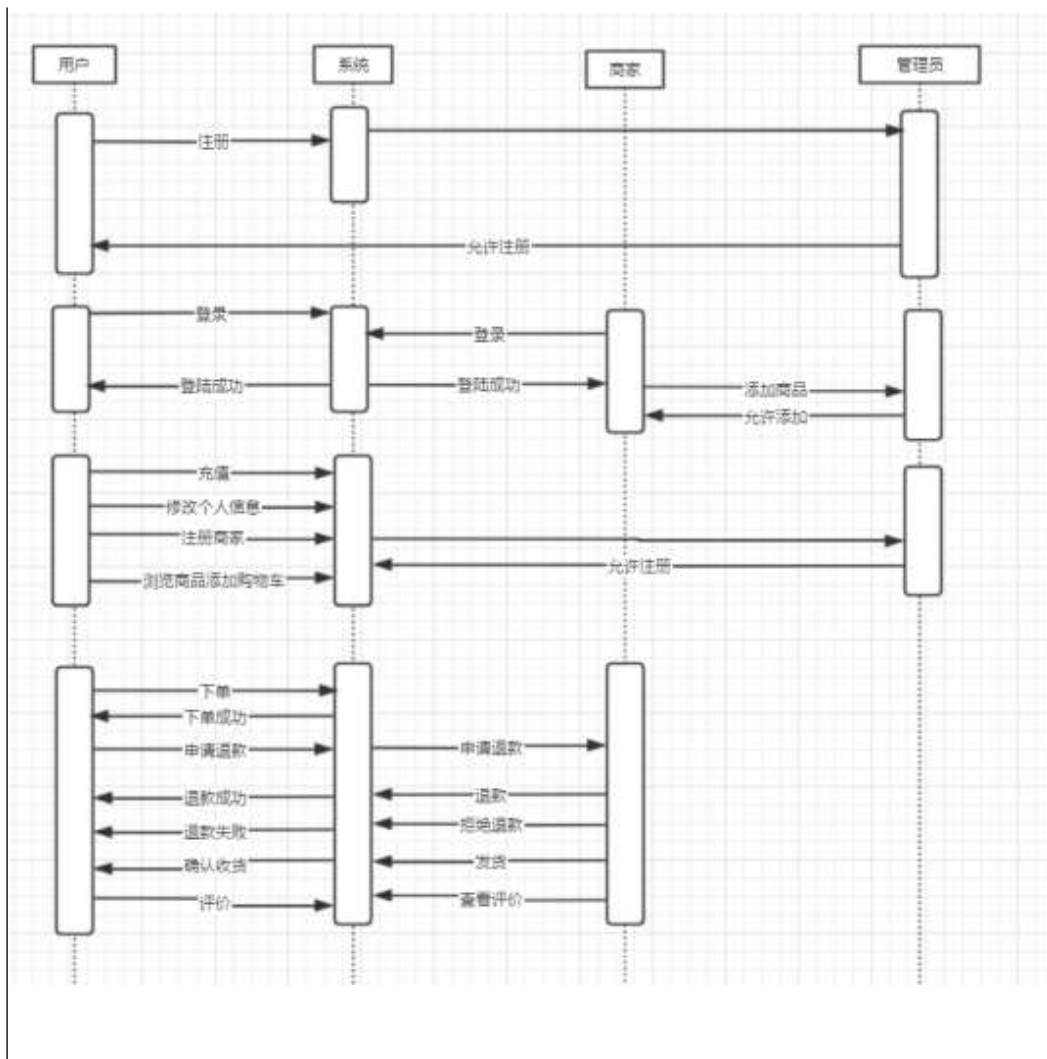 用户
系统
商家
管理员
注册
允许注册
登录
登录
登陆成功
登陆成功
添加商品
允许添加
充值
修改个人信息
注册商家
允许注册
浏览商品添加购物车
下单
下单成功
申请退款
申请退款
退款成功
退款
退款失败
拒绝退款
确认收货
发货
评价
查看评价